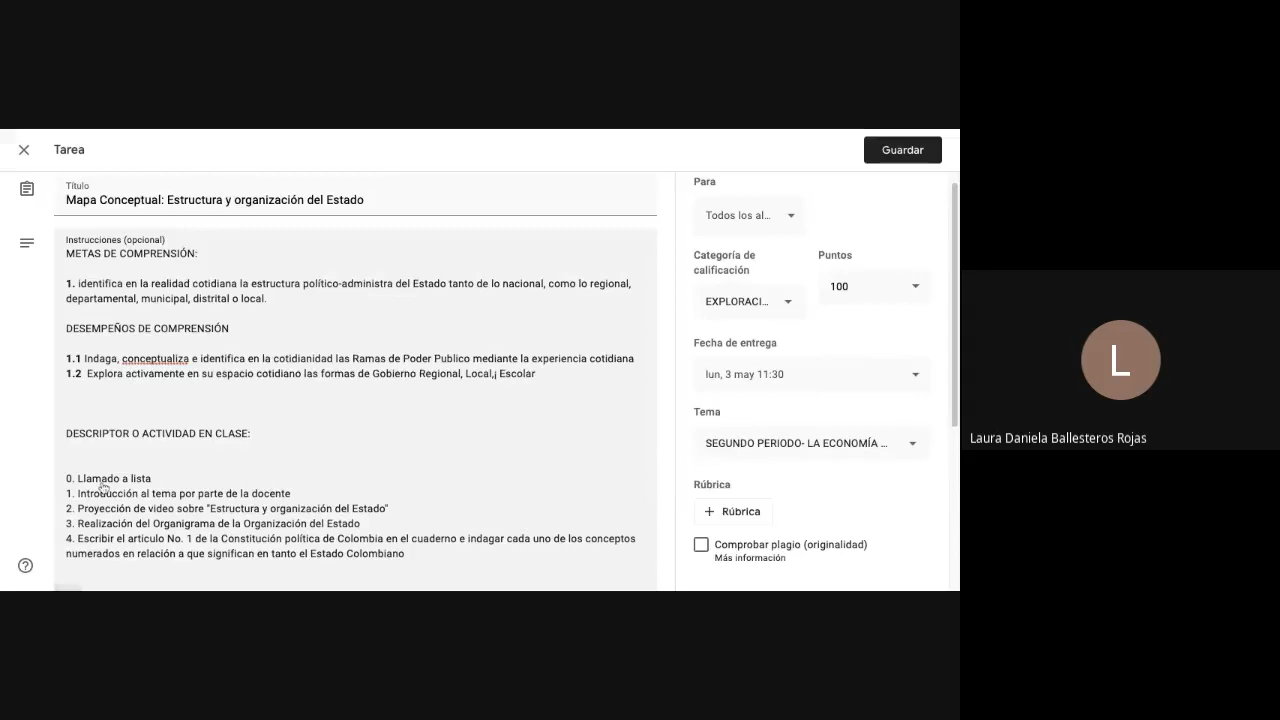 Tarea
Guardar
Título
Mapa Conceptual: Estructura y organización del Estado
Instrucciones (opcional)
METAS DE COMPRENSIÓN:
1. identifica en la realidad cotidiana la estructura político-administra del Estado tanto de lo nacional, como lo regional,
departamental, municipal, distrital o local.
DESEMPEÑOS DE COMPRENSIÓN
1.1 Indaga, conceptualiza e identifica en la cotidianidad las Ramas de Poder Publico mediante la experiencia cotidiana
1.2 Explora activamente en su espacio cotidiano las formas de Gobierno Regional, Local,¡ Escolar
DESCRIPTOR O ACTIVIDAD EN CLASE:
0. Llamado a lista
1. Introducción al tema por parte de la docente
2. Proyección de video sobre "Estructura y organización del Estado"
3. Realización del Organigrama de la Organización del Estado
4. Escribir el articulo No. 1 de la Constitución política de Colombia en el cuaderno e indagar cada uno de los conceptos
numerados en relación a que significan en tanto el Estado Colombiano
Para
Todos los al...
Categoría de
calificación
Puntos
EXPLORACI...
100
Fecha de entrega
lun, 3 may 11:30
Tema
SEGUNDO PERIODO- LA ECONOMÍA ...
Rúbrica
+ Rúbrica
Comprobar plagio (originalidad)
Más información
L
Laura Daniela Ballesteros Rojas